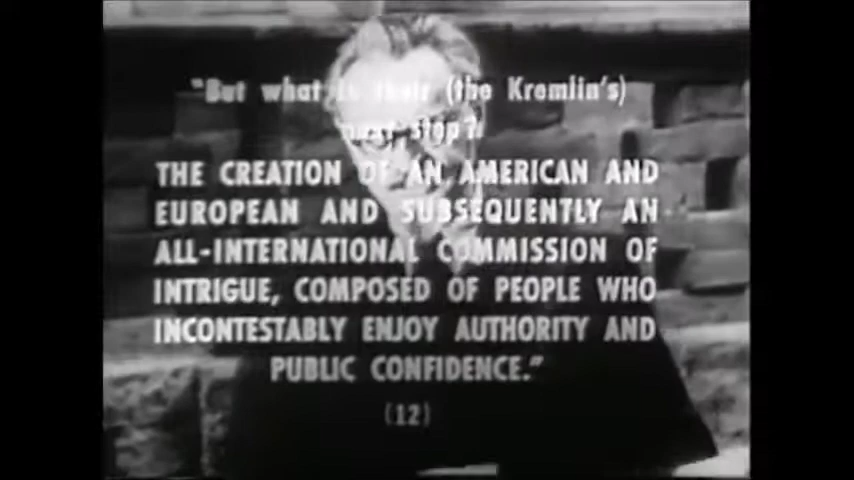 "But what is their (the Kremlin's)
next step?
THE CREATION OF AN AMERICAN AND
EUROPEAN AND SUBSEQUENTLY AN
ALL-INTERNATIONAL COMMISSION OF
INTRIGUE, COMPOSED OF PEOPLE WHO
INCONTESTABLY ENJOY AUTHORITY AND
PUBLIC CONFIDENCE."
(12)